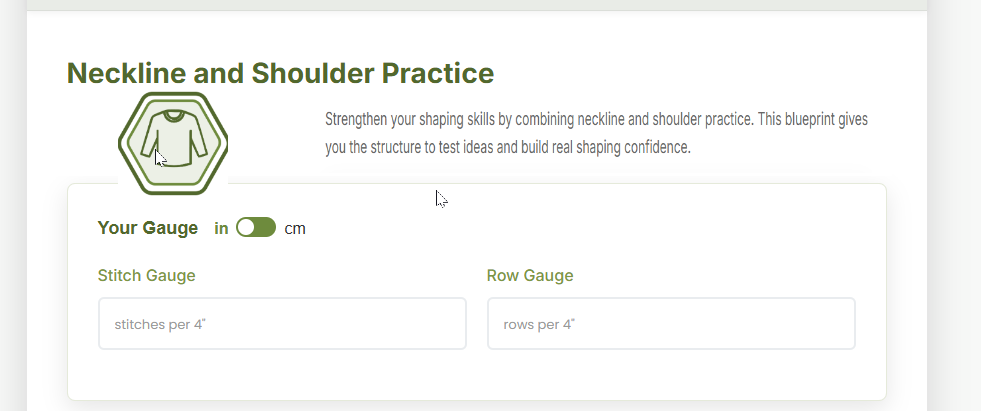 Neckline and Shoulder Practice
Strengthen your shaping skills by combining neckline and shoulder practice. This blueprint gives
you the structure to test ideas and build real shaping confidence.
Your Gauge in cm
Stitch Gauge
Row Gauge
stitches per 4"
rows per 4"